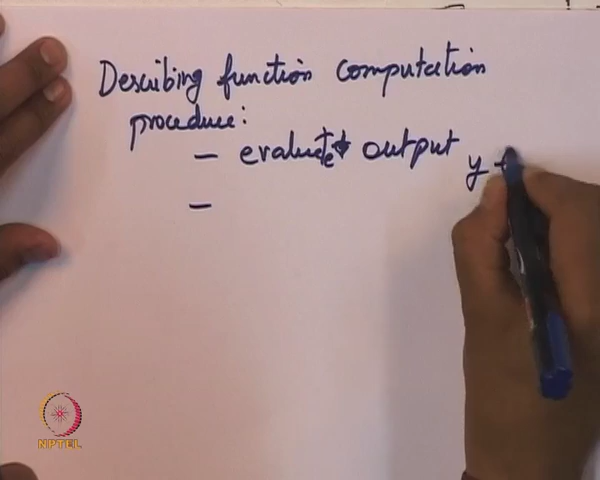 Describing function computation
procedure:
- evaluate output y
-
NPTEL